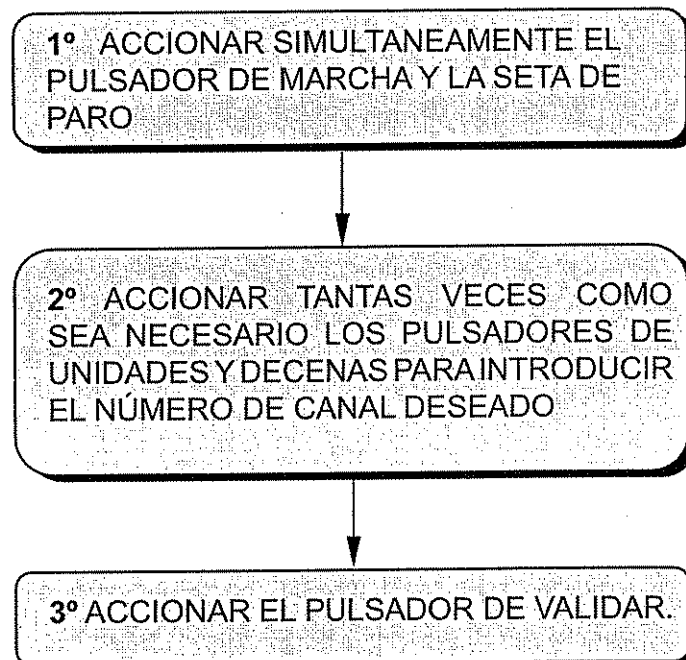 1º ACCIONAR SIMULTANEAMENTE EL
PULSADOR DE MARCHA Y LA SETA DE
PARO
2º ACCIONAR TANTAS VECES COMO
SEA NECESARIO LOS PULSADORES DE
UNIDADES Y DECENAS PARA INTRODUCIR
EL NÚMERO DE CANAL DESEADO
3º ACCIONAR EL PULSADOR DE VALIDAR.